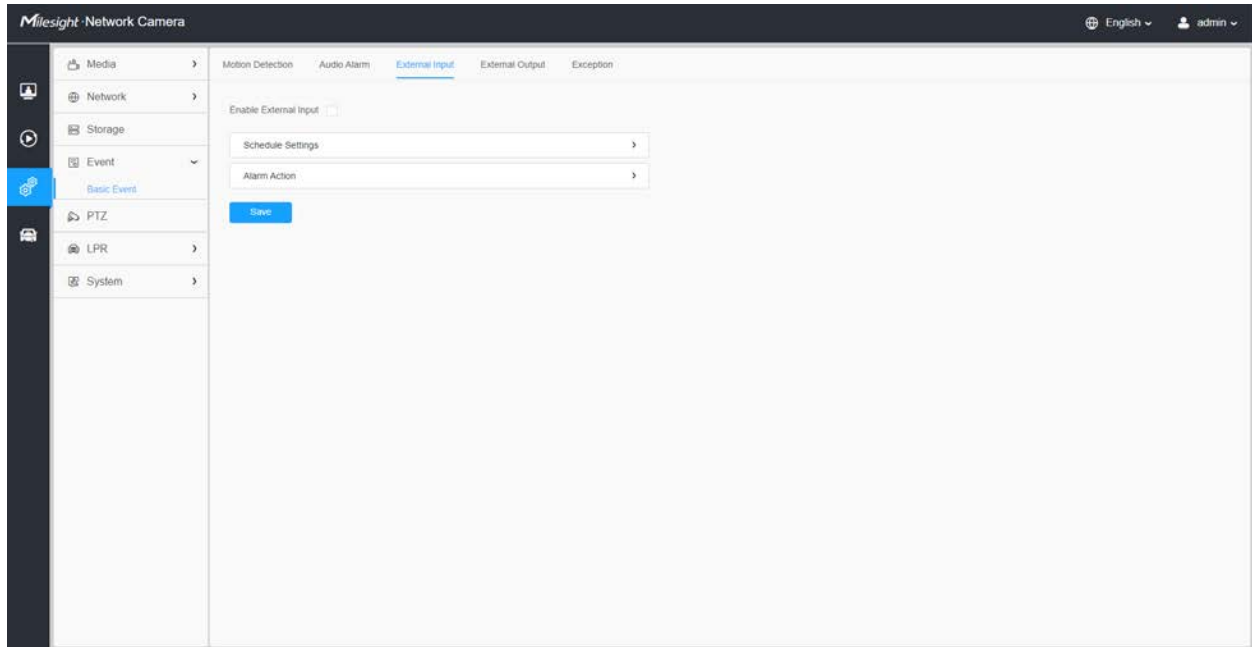 Milesight · Network Camera
English
admin
Media
Network
Storage
Event
Basic Event
PTZ
LPR
System
Motion Detection Audio Alarm External Input External Output Exception
Enable External Input
Schedule Settings
Alarm Action
Save